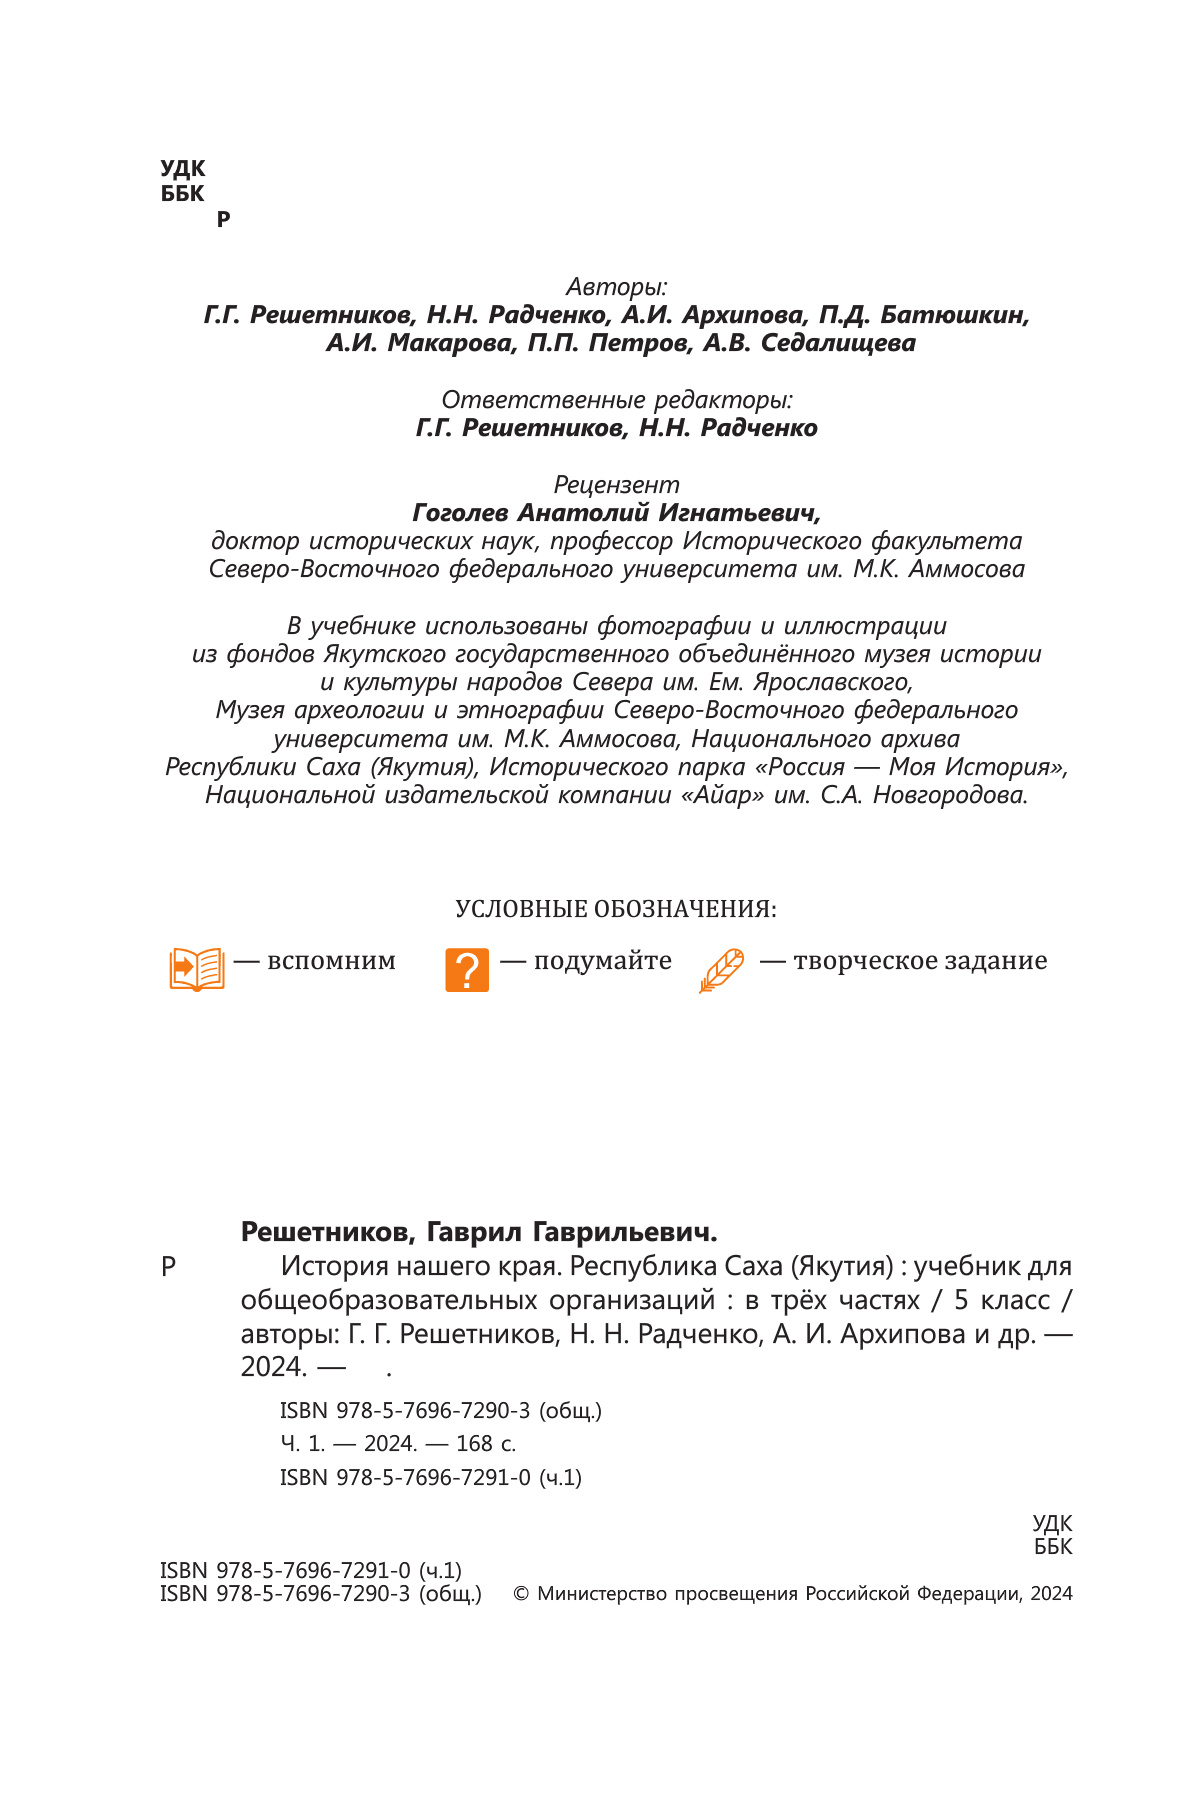 УДК
ББК
Р
Авторы:
Г.Г. Решетников, Н.Н. Радченко, А.И. Архипова, П.Д. Батюшкин,
А.И. Макарова, П.П. Петров, А.В. Седалищева
Ответственные редакторы:
Г.Г. Решетников, Н.Н. Радченко
Рецензент
Гоголев Анатолий Игнатьевич,
доктор исторических наук, профессор Исторического факультета
Северо-Восточного федерального университета им. М.К. Аммосова
В учебнике использованы фотографии и иллюстрации
из фондов Якутского государственного объединённого музея истории
и культуры народов Севера им. Ем. Ярославского,
Музея археологии и этнографии Северо-Восточного федерального
университета им. М.К. Аммосова, Национального архива
Республики Саха (Якутия), Исторического парка «Россия — Моя История»,
Национальной издательской компании «Айар» им. С.А. Новгородова.
УСЛОВНЫЕ ОБОЗНАЧЕНИЯ:
— вспомним ? — подумайте — творческое задание
Решетников, Гаврил Гаврильевич.
Р История нашего края. Республика Саха (Якутия) : учебник для
общеобразовательных организаций : в трёх частях / 5 класс /
авторы: Г. Г. Решетников, Н. Н. Радченко, А. И. Архипова и др. —
2024. — .
ISBN 978-5-7696-7290-3 (общ.)
Ч. 1. — 2024. — 168 с.
ISBN 978-5-7696-7291-0 (ч.1)
УДК
ББК
ISBN 978-5-7696-7291-0 (ч.1)
ISBN 978-5-7696-7290-3 (общ.) © Министерство просвещения Российской Федерации, 2024